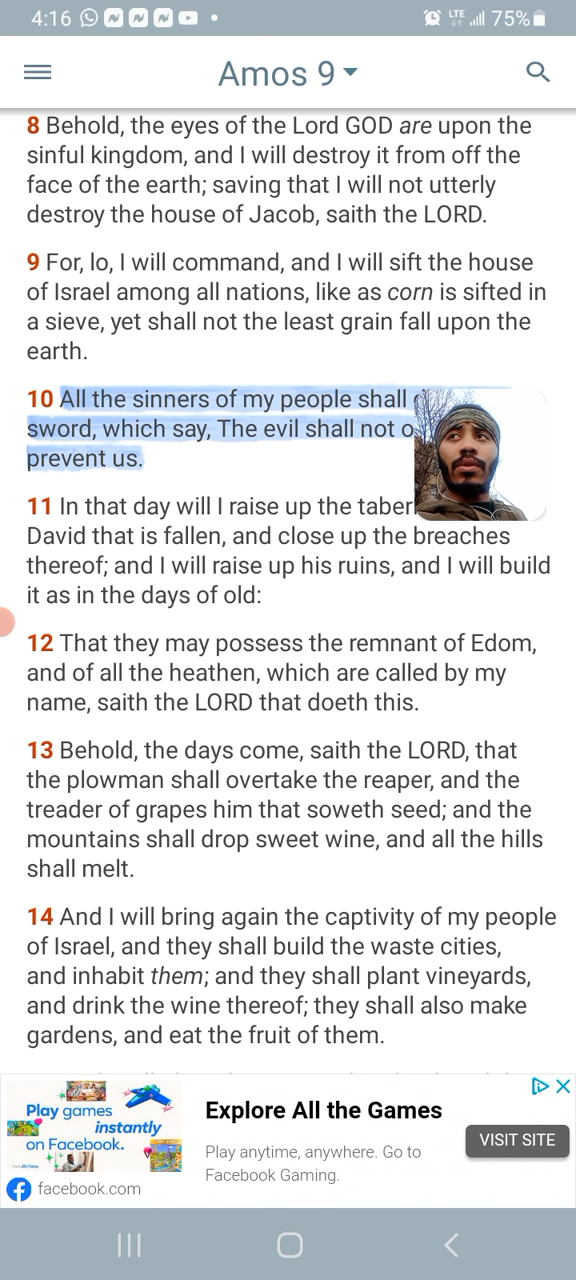 4:16
LTE
75%
Amos 9
8 Behold, the eyes of the Lord GOD are upon the
sinful kingdom, and I will destroy it from off the
face of the earth; saving that I will not utterly
destroy the house of Jacob, saith the LORD.
9 For, lo, I will command, and I will sift the house
of Israel among all nations, like as corn is sifted in
a sieve, yet shall not the least grain fall upon the
earth.
10 All the sinners of my people shall
sword, which say, The evil shall not
prevent us.
11 In that day will I raise up the taber
David that is fallen, and close up the breaches
thereof; and I will raise up his ruins, and I will build
it as in the days of old:
12 That they may possess the remnant of Edom,
and of all the heathen, which are called by my
name, saith the LORD that doeth this.
13 Behold, the days come, saith the LORD, that
the plowman shall overtake the reaper, and the
treader of grapes him that soweth seed; and the
mountains shall drop sweet wine, and all the hills
shall melt.
14 And I will bring again the captivity of my people
of Israel, and they shall build the waste cities,
and inhabit them; and they shall plant vineyards,
and drink the wine thereof; they shall also make
gardens, and eat the fruit of them.
Play games
instantly
on Facebook.
facebook.com
Explore All the Games
Play anytime, anywhere. Go to
Facebook Gaming.
VISIT SITE